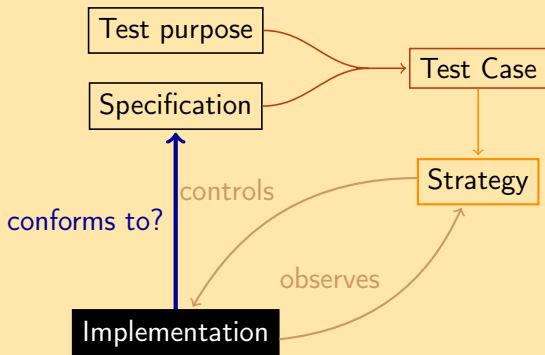 Test purpose
Test Case
Specification
Strategy
controls
conforms to?
observes
Implementation